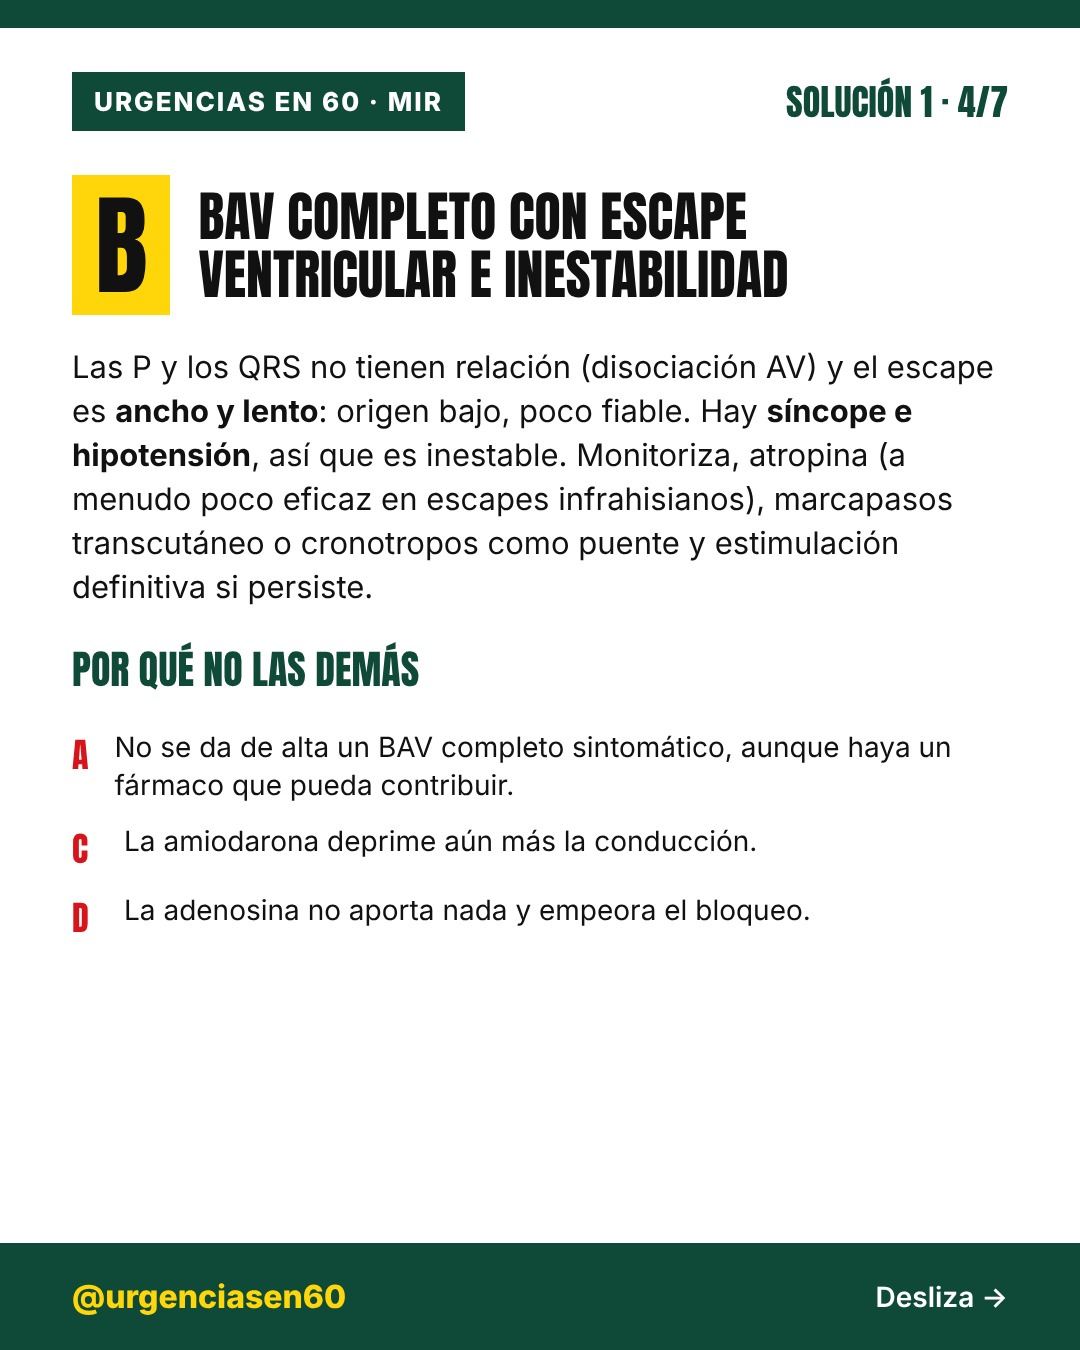 URGENCIAS EN 60 · MIR
SOLUCIÓN 1 · 4/7
B
BAV COMPLETO CON ESCAPE
VENTRICULAR E INESTABILIDAD
Las P y los QRS no tienen relación (disociación AV) y el escape
es ancho y lento: origen bajo, poco fiable. Hay síncope e
hipotensión, así que es inestable. Monitoriza, atropina (a
menudo poco eficaz en escapes infrahisianos), marcapasos
transcutáneo o cronotropos como puente y estimulación
definitiva si persiste.
POR QUÉ NO LAS DEMÁS
A No se da de alta un BAV completo sintomático, aunque haya un
fármaco que pueda contribuir.
C La amiodarona deprime aún más la conducción.
D La adenosina no aporta nada y empeora el bloqueo.
@urgenciasen60
Desliza →